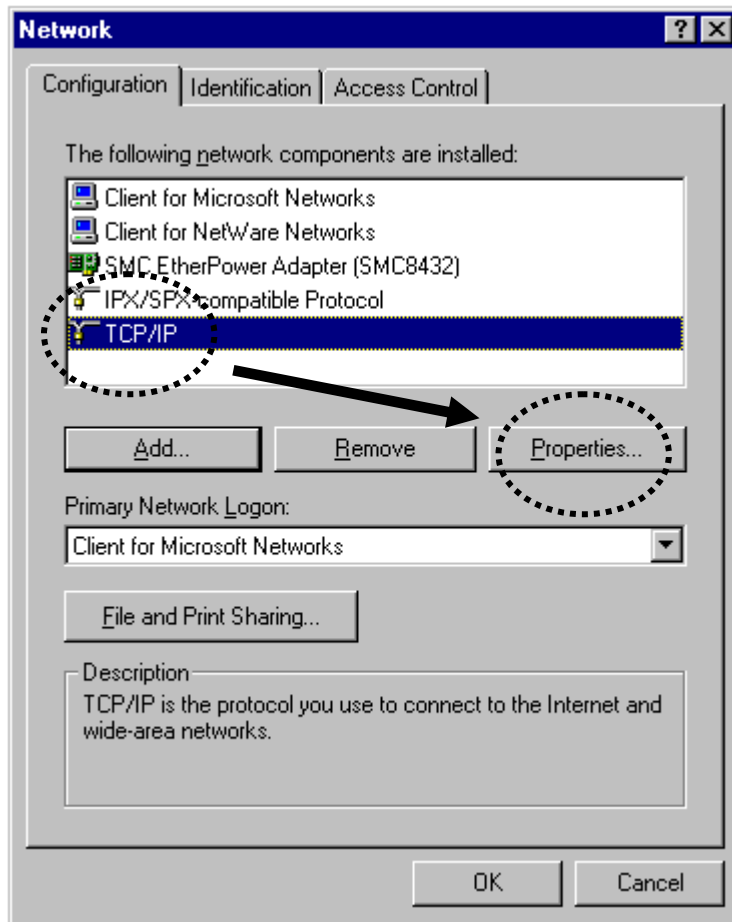 Network
Configuration Identification Access Control
The following network components are installed:
Client for Microsoft Networks
Client for NetWare Networks
SMC EtherPower Adapter (SMC8432)
IPX/SPX-compatible Protocol
TCP/IP
Add... Remove Properties...
Primary Network Logon:
Client for Microsoft Networks
File and Print Sharing...
Description
TCP/IP is the protocol you use to connect to the Internet and
wide-area networks.
OK Cancel